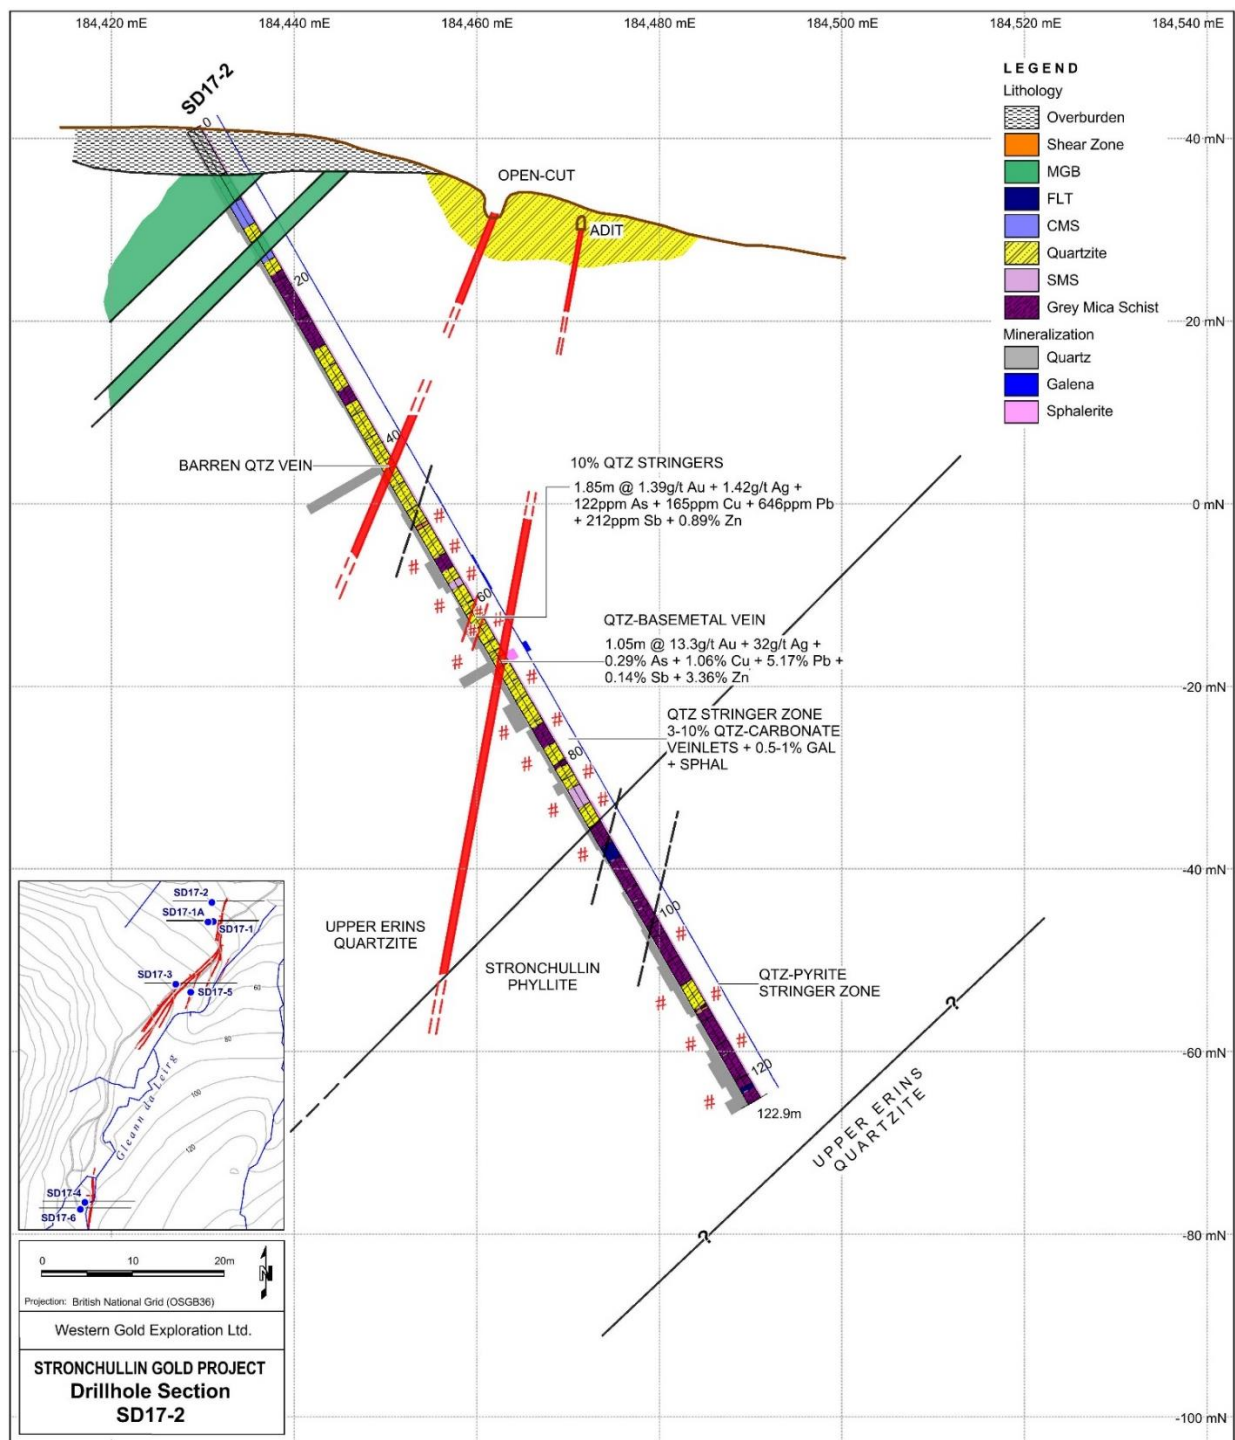 184,420 mE
184,440 mE
184,460 mE
184,480 mE
184,500 mE
184,520 mE
184,540 mE
SD17-2
0
LEGEND
Lithology
Overburden
Shear Zone
MGB
FLT
CMS
Quartzite
SMS
Grey Mica Schist
Mineralization
Quartz
Galena
Sphalerite
40 mN
20 mN
0 mN
-20 mN
-40 mN
-60 mN
-80 mN
-100 mN
OPEN-CUT
ADIT
20
40
BARREN QTZ VEIN
10% QTZ STRINGERS
1.85m @ 1.39g/t Au + 1.42g/t Ag +
122ppm As + 165ppm Cu + 646ppm Pb
+ 212ppm Sb + 0.89% Zn
60
QTZ-BASEMETAL VEIN
1.05m @ 13.3g/t Au + 32g/t Ag +
0.29% As + 1.06% Cu + 5.17% Pb +
0.14% Sb + 3.36% Zn
QTZ STRINGER ZONE
3-10% QTZ-CARBONATE
VEINLETS + 0.5-1% GAL
+ SPHAL
80
100
UPPER ERINS
QUARTZITE
STRONCHULLIN
PHYLLITE
QTZ-PYRITE
STRINGER ZONE
120
122.9m
?
UPPER ERINS
QUARTZITE
?
SD17-2
SD17-1A
SD17-1
SD17-3
SD17-5
60
80
Gleann da-Leirg
100
120
SD17-4
SD17-6
0 10 20m
N
Projection: British National Grid (OSGB36)
Western Gold Exploration Ltd.
STRONCHULLIN GOLD PROJECT
Drillhole Section
SD17-2